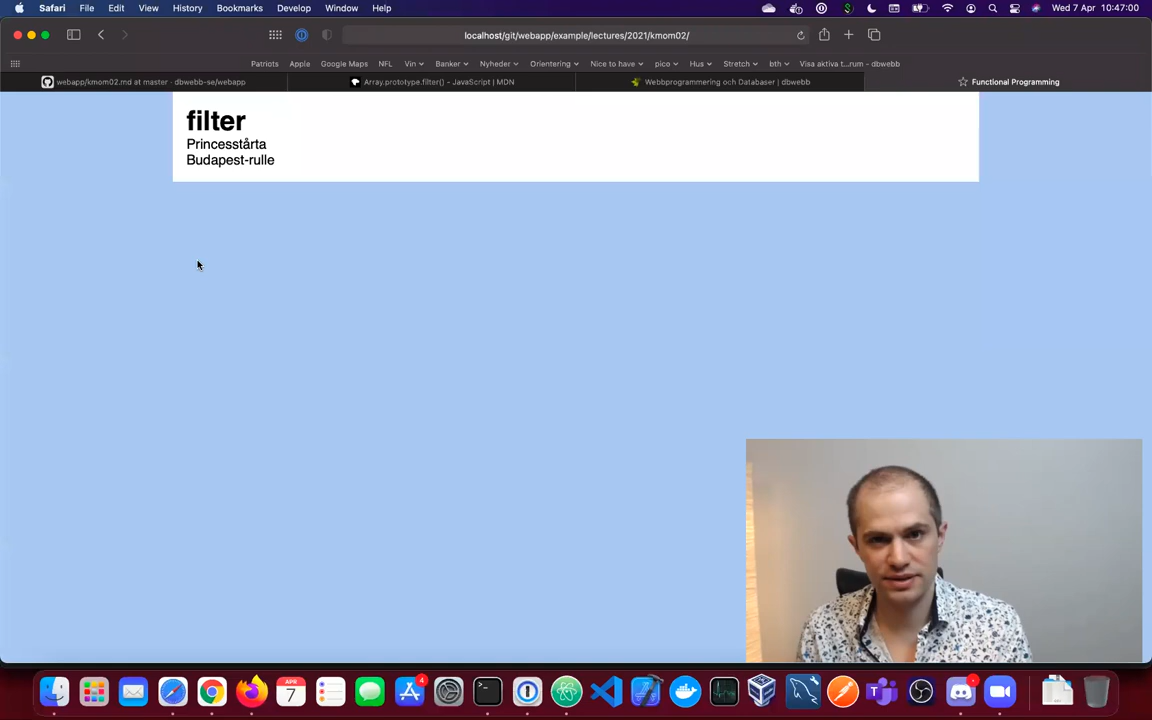 Safari File Edit View History Bookmarks Develop Window Help Wed 7 Apr 10:47:00
localhost/git/webapp/example/lectures/2021/kmom02/
Patriots Apple Google Maps NFL Vin Banker Nyheder Orientering Nice to have pico Hus Stretch bth Visa aktiva t...rum - dbwebb
webapp/kmom02.md at master · dbwebb-se/webapp Array.prototype.filter() - JavaScript | MDN Webbprogrammering och Databaser | dbwebb Functional Programming
filter
Princesstårta
Budapest-rulle
APR
7
4